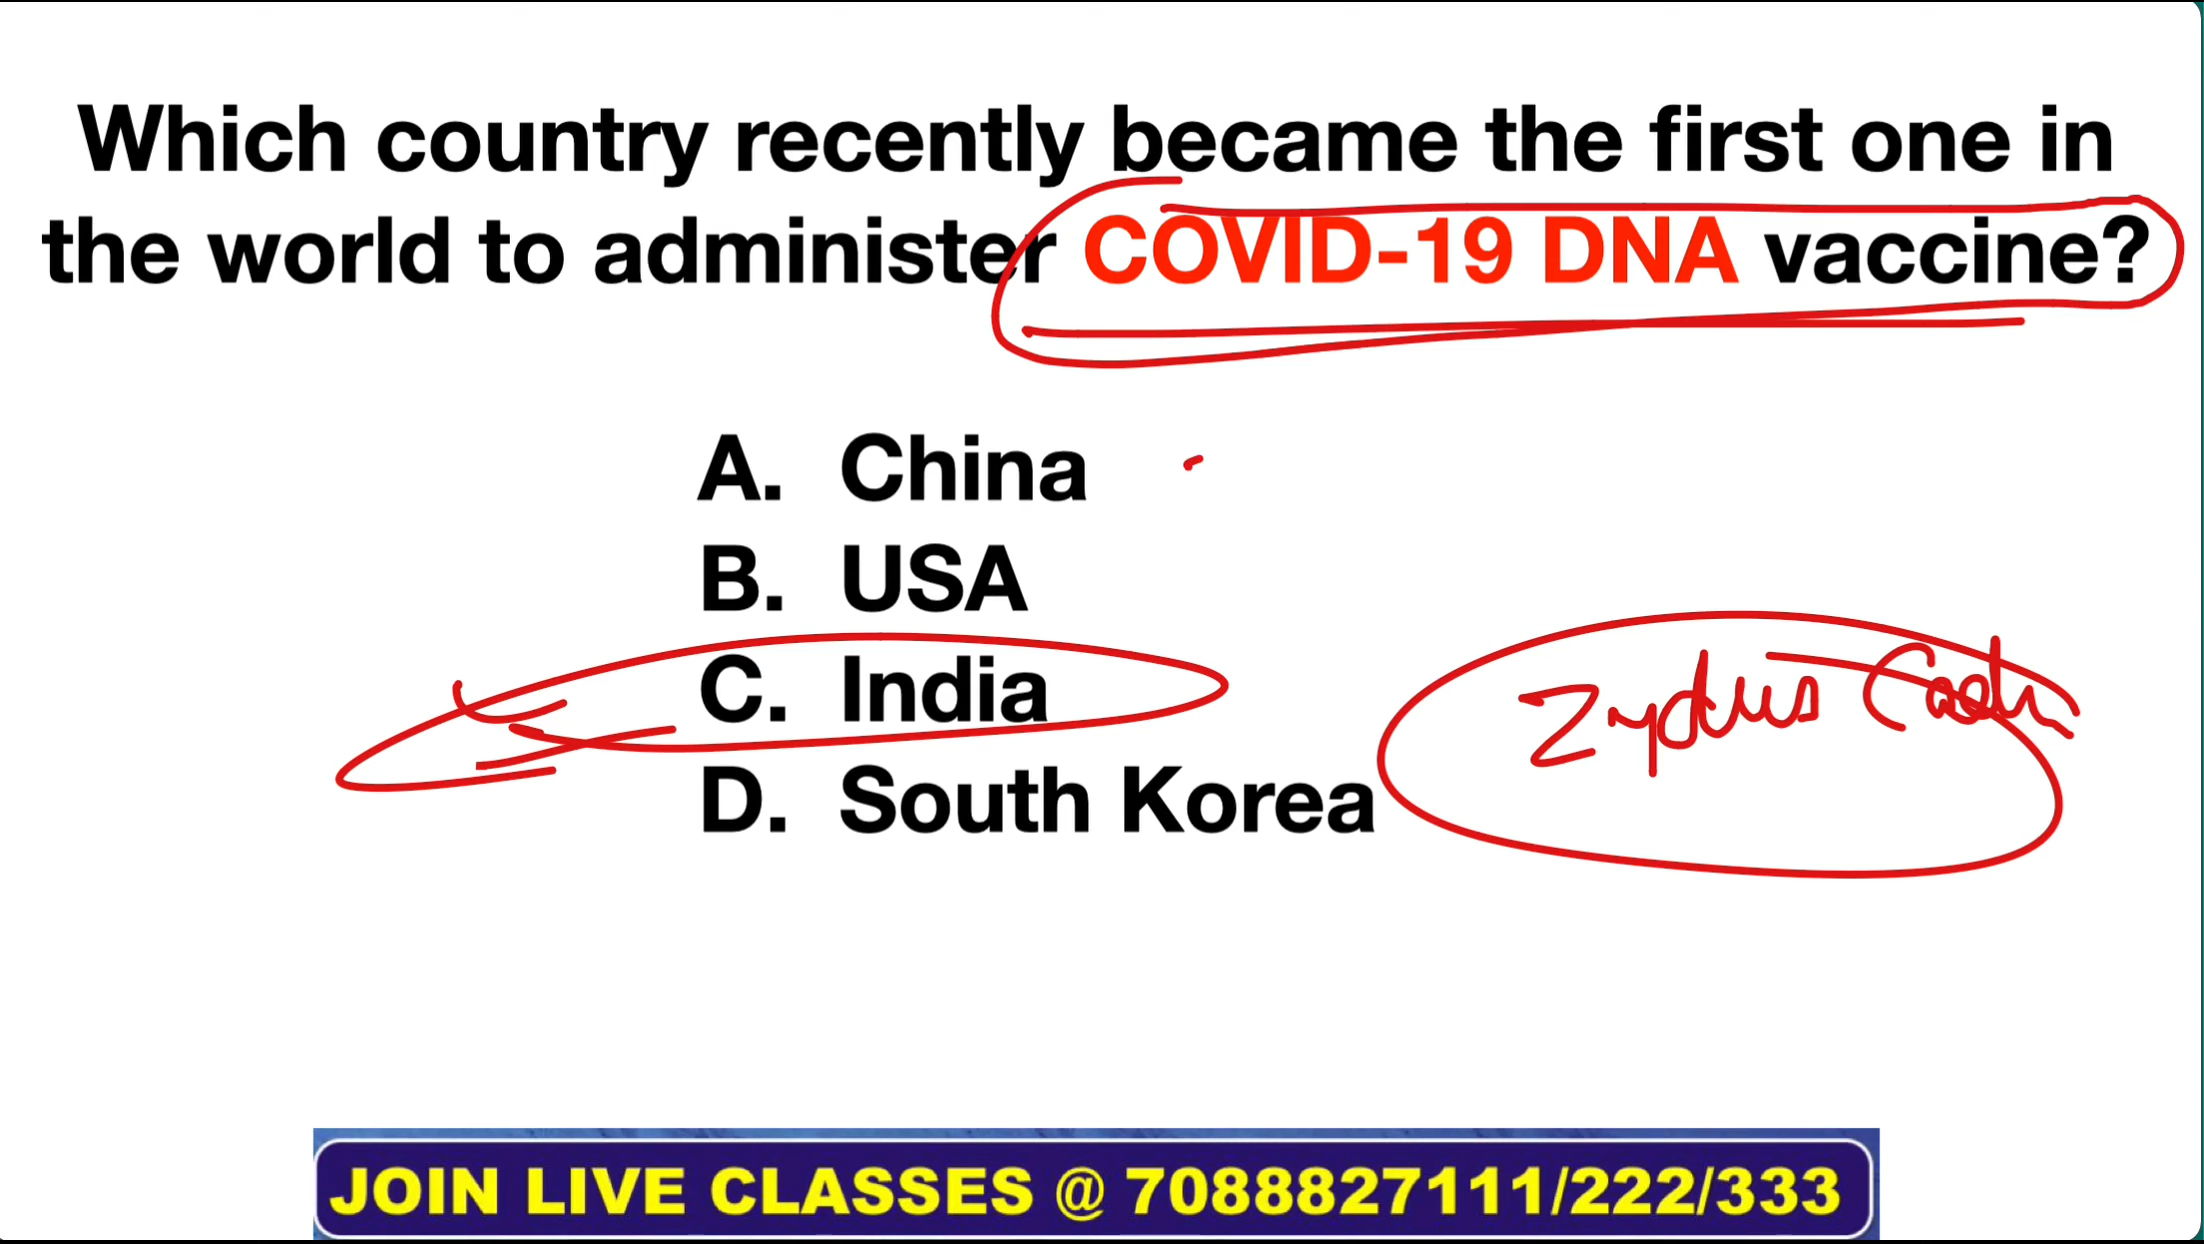 Which country recently became the first one in
the world to administer COVID-19 DNA vaccine?
A. China
B. USA
C. India
D. South Korea
Zydus
JOIN LIVE CLASSES @ 7088827111/222/333